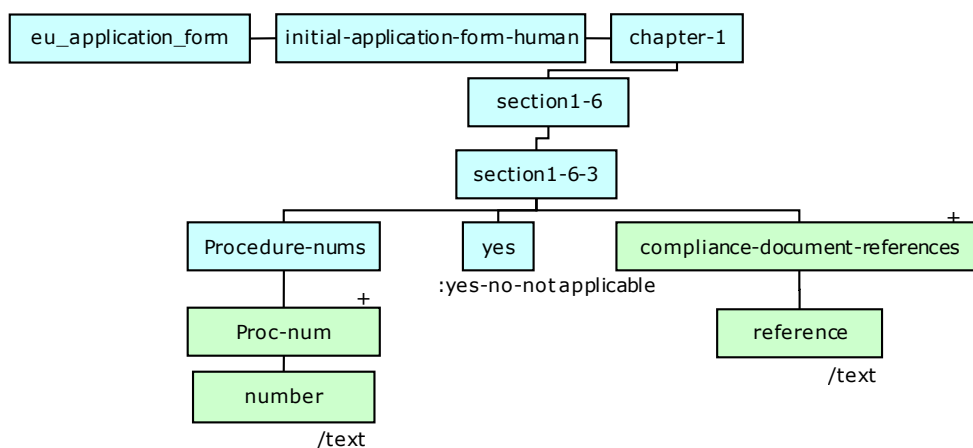 eu_application_form
initial-application-form-human
chapter-1
section1-6
section1-6-3
+
Procedure-nums
yes
compliance-document-references
:yes-no-not applicable
+
Proc-num
reference
/text
number
/text